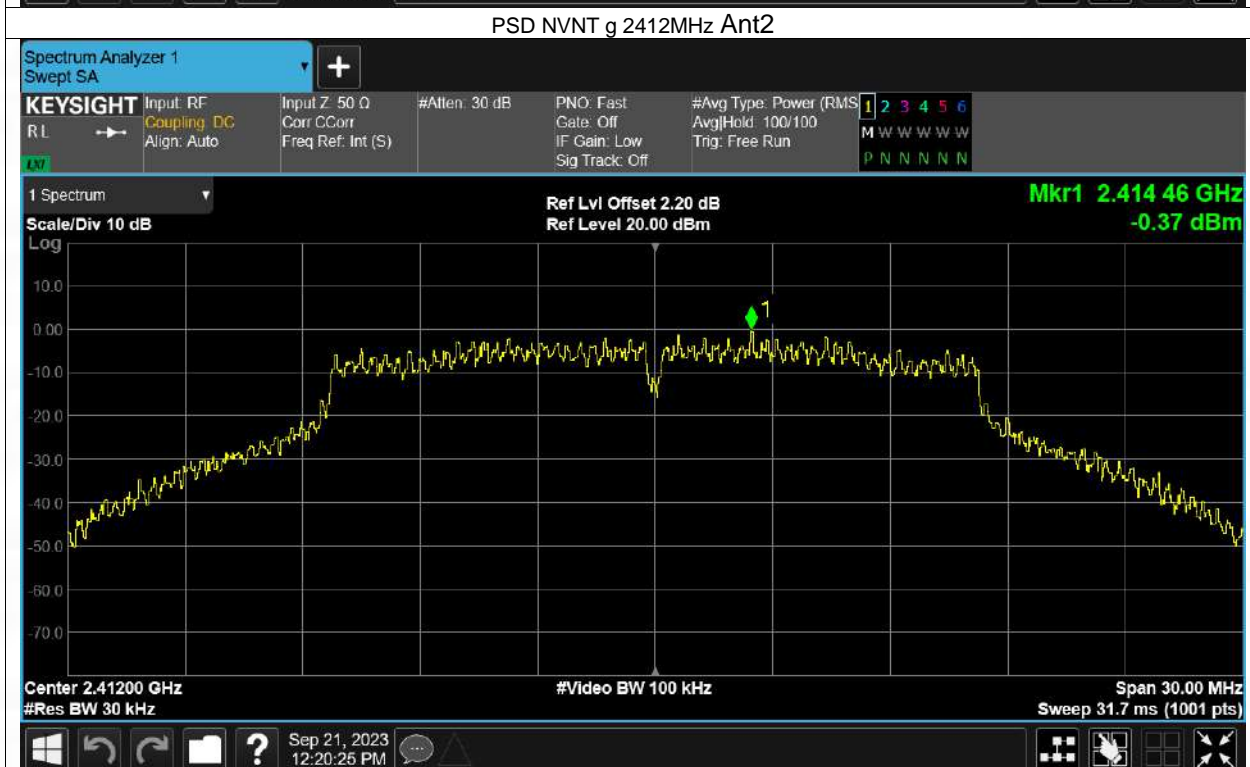 PSD NVNT g 2412MHz Ant2
Spectrum Analyzer 1
Swept SA
KEYSIGHT
RL
LXI
Input: RF
Coupling: DC
Align: Auto
Input Z: 50 Ω
Corr CCorr
Freq Ref: Int (S)
#Atten: 30 dB
PNO: Fast
Gate: Off
IF Gain: Low
Sig Track: Off
#Avg Type: Power (RMS
Avg|Hold: 100/100
Trig: Free Run
1 2 3 4 5 6
M W W W W W
P N N N N N
1 Spectrum
Scale/Div 10 dB
Ref Lvl Offset 2.20 dB
Ref Level 20.00 dBm
Mkr1 2.414 46 GHz
-0.37 dBm
Log
10.0
0.00
-10.0
-20.0
-30.0
-40.0
-50.0
-60.0
-70.0
1
Center 2.41200 GHz
#Res BW 30 kHz
#Video BW 100 kHz
Span 30.00 MHz
Sweep 31.7 ms (1001 pts)
?
Sep 21, 2023
12:20:25 PM